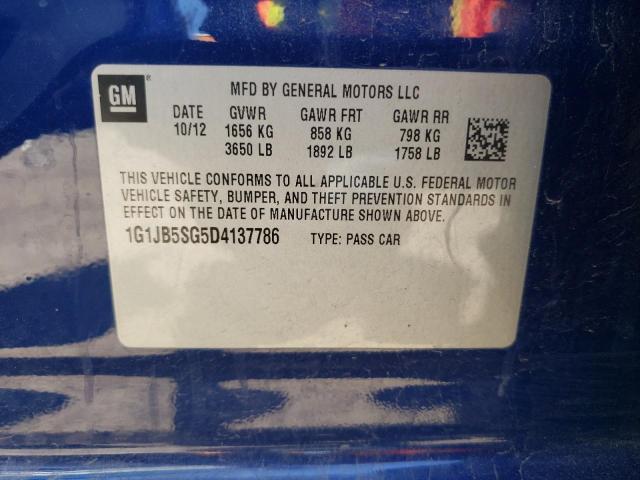 GM ®
MFD BY GENERAL MOTORS LLC
DATE GVWR GAWR FRT GAWR RR
10/12 1656 KG 858 KG 798 KG
3650 LB 1892 LB 1758 LB
THIS VEHICLE CONFORMS TO ALL APPLICABLE U.S. FEDERAL MOTOR
VEHICLE SAFETY, BUMPER, AND THEFT PREVENTION STANDARDS IN
EFFECT ON THE DATE OF MANUFACTURE SHOWN ABOVE.
1G1JB5SG5D4137786 TYPE: PASS CAR